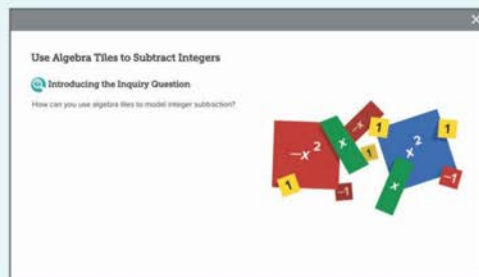 ×
Use Algebra Tiles to Subtract Integers
Introducing the Inquiry Question
How can you use algebra tiles to model integer subtraction?
-x²
x
-x
1
1
1
x²
1
-1
x
-1